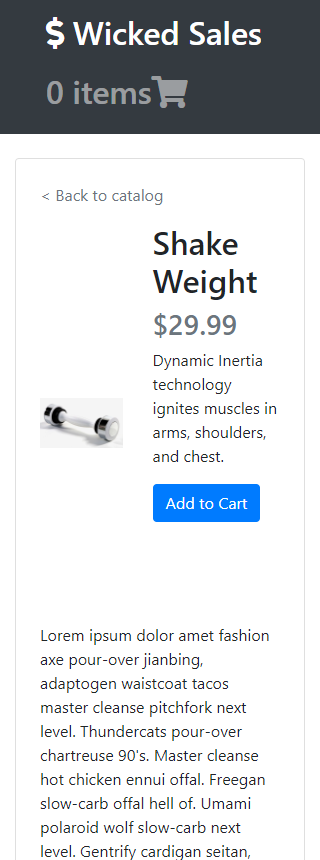 $ Wicked Sales
0 items
< Back to catalog
Shake
Weight
$29.99
Dynamic Inertia
technology
ignites muscles in
arms, shoulders,
and chest.
Add to Cart
Lorem ipsum dolor amet fashion
axe pour-over jianbing,
adaptogen waistcoat tacos
master cleanse pitchfork next
level. Thundercats pour-over
chartreuse 90's. Master cleanse
hot chicken ennui offal. Freegan
slow-carb offal hell of. Umami
polaroid wolf slow-carb next
level. Gentrify cardigan seitan,